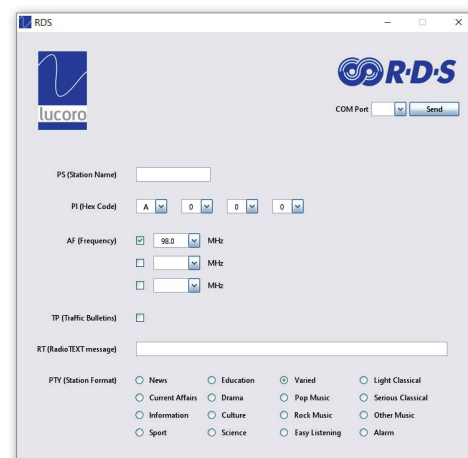 RDS
R·D·S
lucoro
COM Port Send
PS (Station Name)
PI (Hex Code) A 0 0 0
AF (Frequency) 98.0 MHz
MHz
MHz
TP (Traffic Bulletins)
RT (RadioTEXT message)
PTY (Station Format) News Education Varied Light Classical
Current Affairs Drama Pop Music Serious Classical
Information Culture Rock Music Other Music
Sport Science Easy Listening Alarm